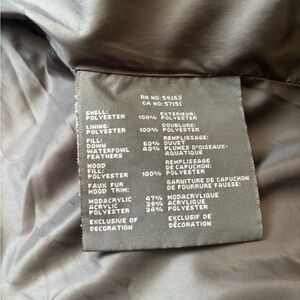 RN NO: 54163
CA NO: 57151
SHELL: EXTERIEUR:
POLYESTER 100% POLYESTER
LINING: DOUBLURE:
POLYESTER 100% POLYESTER
FILL: REMPLISSAGE:
DOWN 60% DUVET
WATERFOWL 40% PLUMES D'OISEAUX-
FEATHERS AQUATIQUE
HOOD REMPLISSAGE
FILL: DE CAPUCHON
POLYESTER 100% POLYESTER
FAUX FUR GARNITURE DE CAPUCHON
HOOD TRIM: DE FOURRURE FAUSSE:
MODACRYLIC 47% MODACRYLIQUE
ACRYLIC 29% ACRYLIQUE
POLYESTER 24% POLYESTER
EXCLUSIVE OF EXCLUSIF DE
DECORATION DÉCORATION